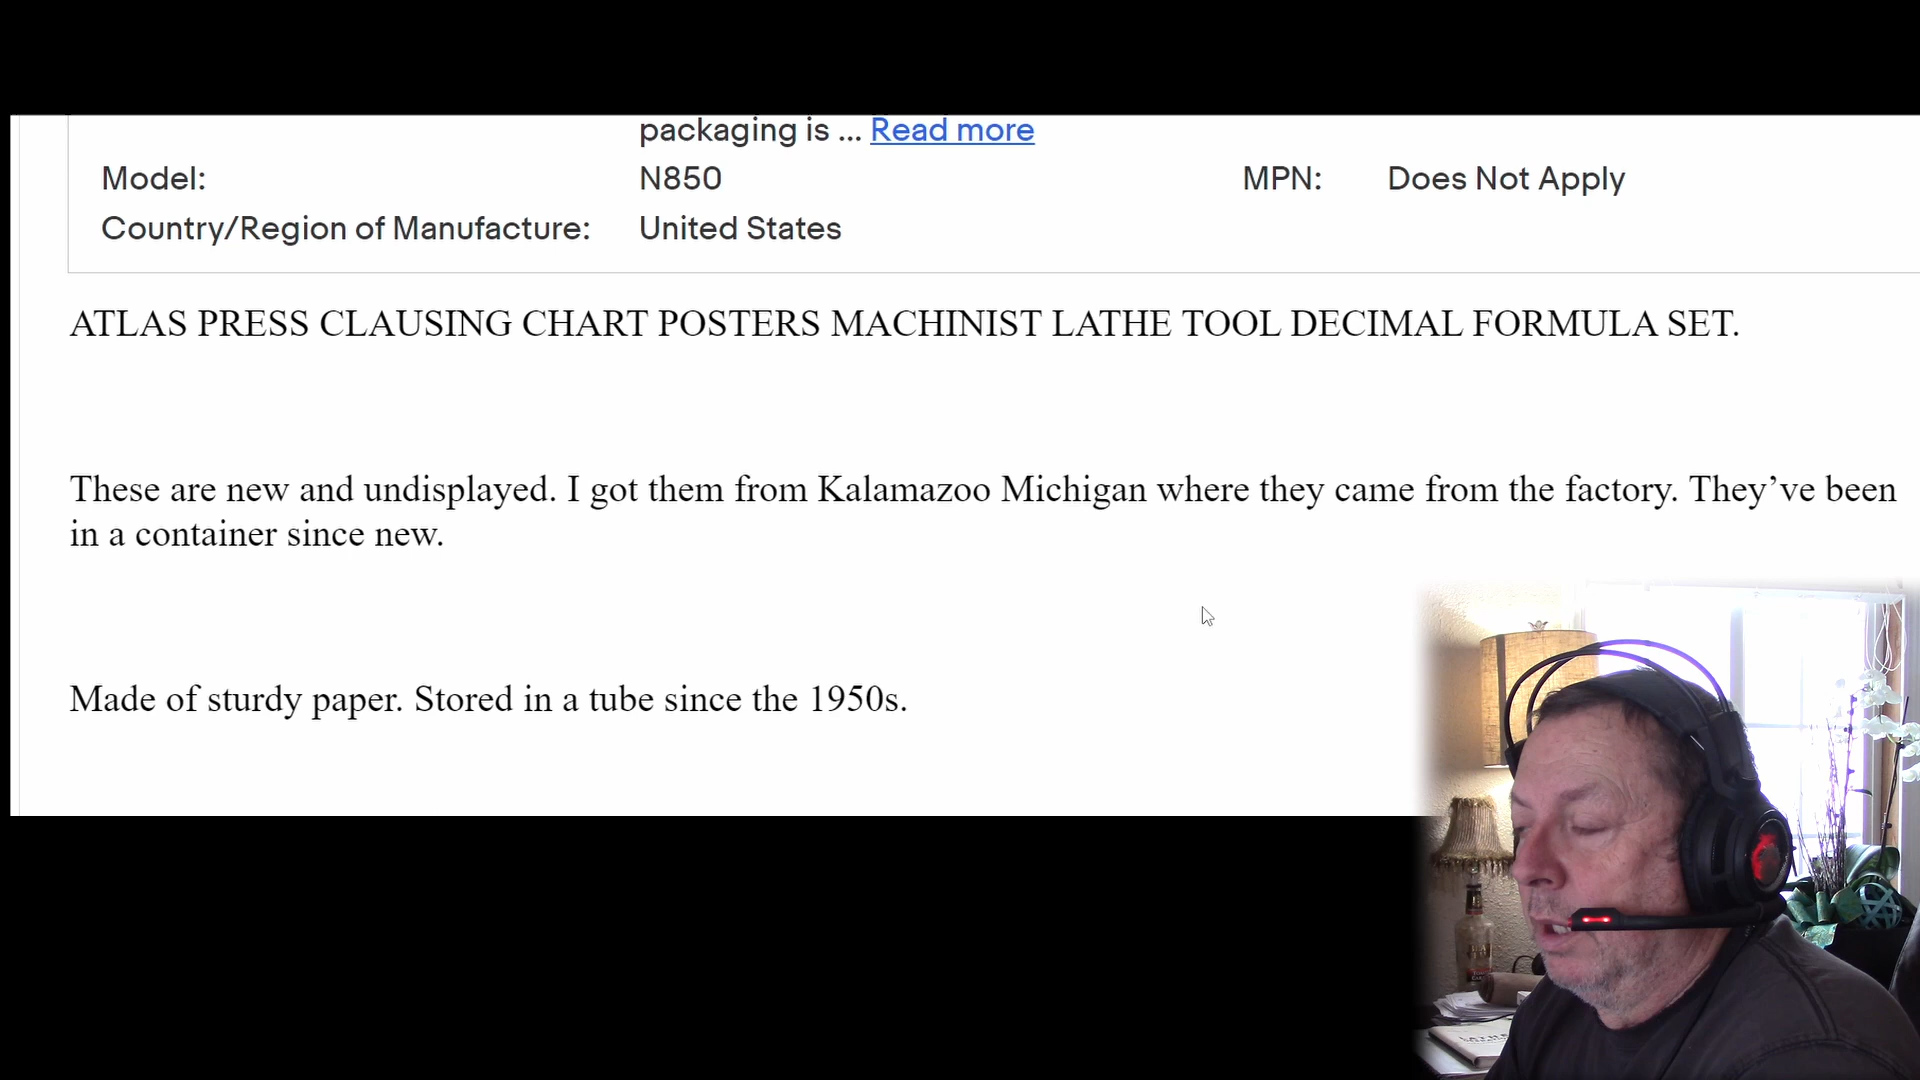 packaging is ... Read more
Model: N850 MPN: Does Not Apply
Country/Region of Manufacture: United States
ATLAS PRESS CLAUSING CHART POSTERS MACHINIST LATHE TOOL DECIMAL FORMULA SET.
These are new and undisplayed. I got them from Kalamazoo Michigan where they came from the factory. They’ve been
in a container since new.
Made of sturdy paper. Stored in a tube since the 1950s.